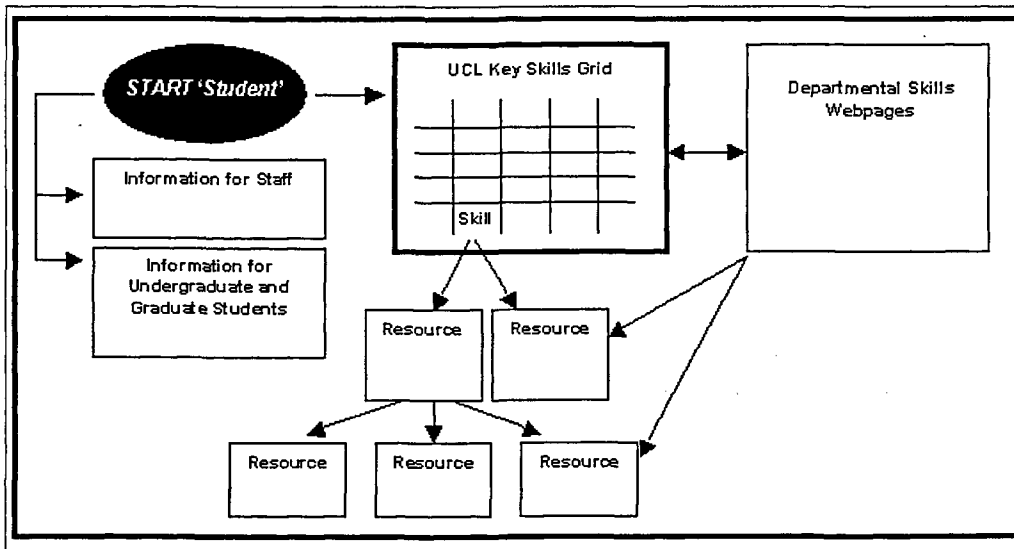 START 'Student'
UCL Key Skills Grid
Departmental Skills
Webpages
Information for Staff
Skill
Information for
Undergraduate and
Graduate Students
Resource
Resource
Resource
Resource
Resource